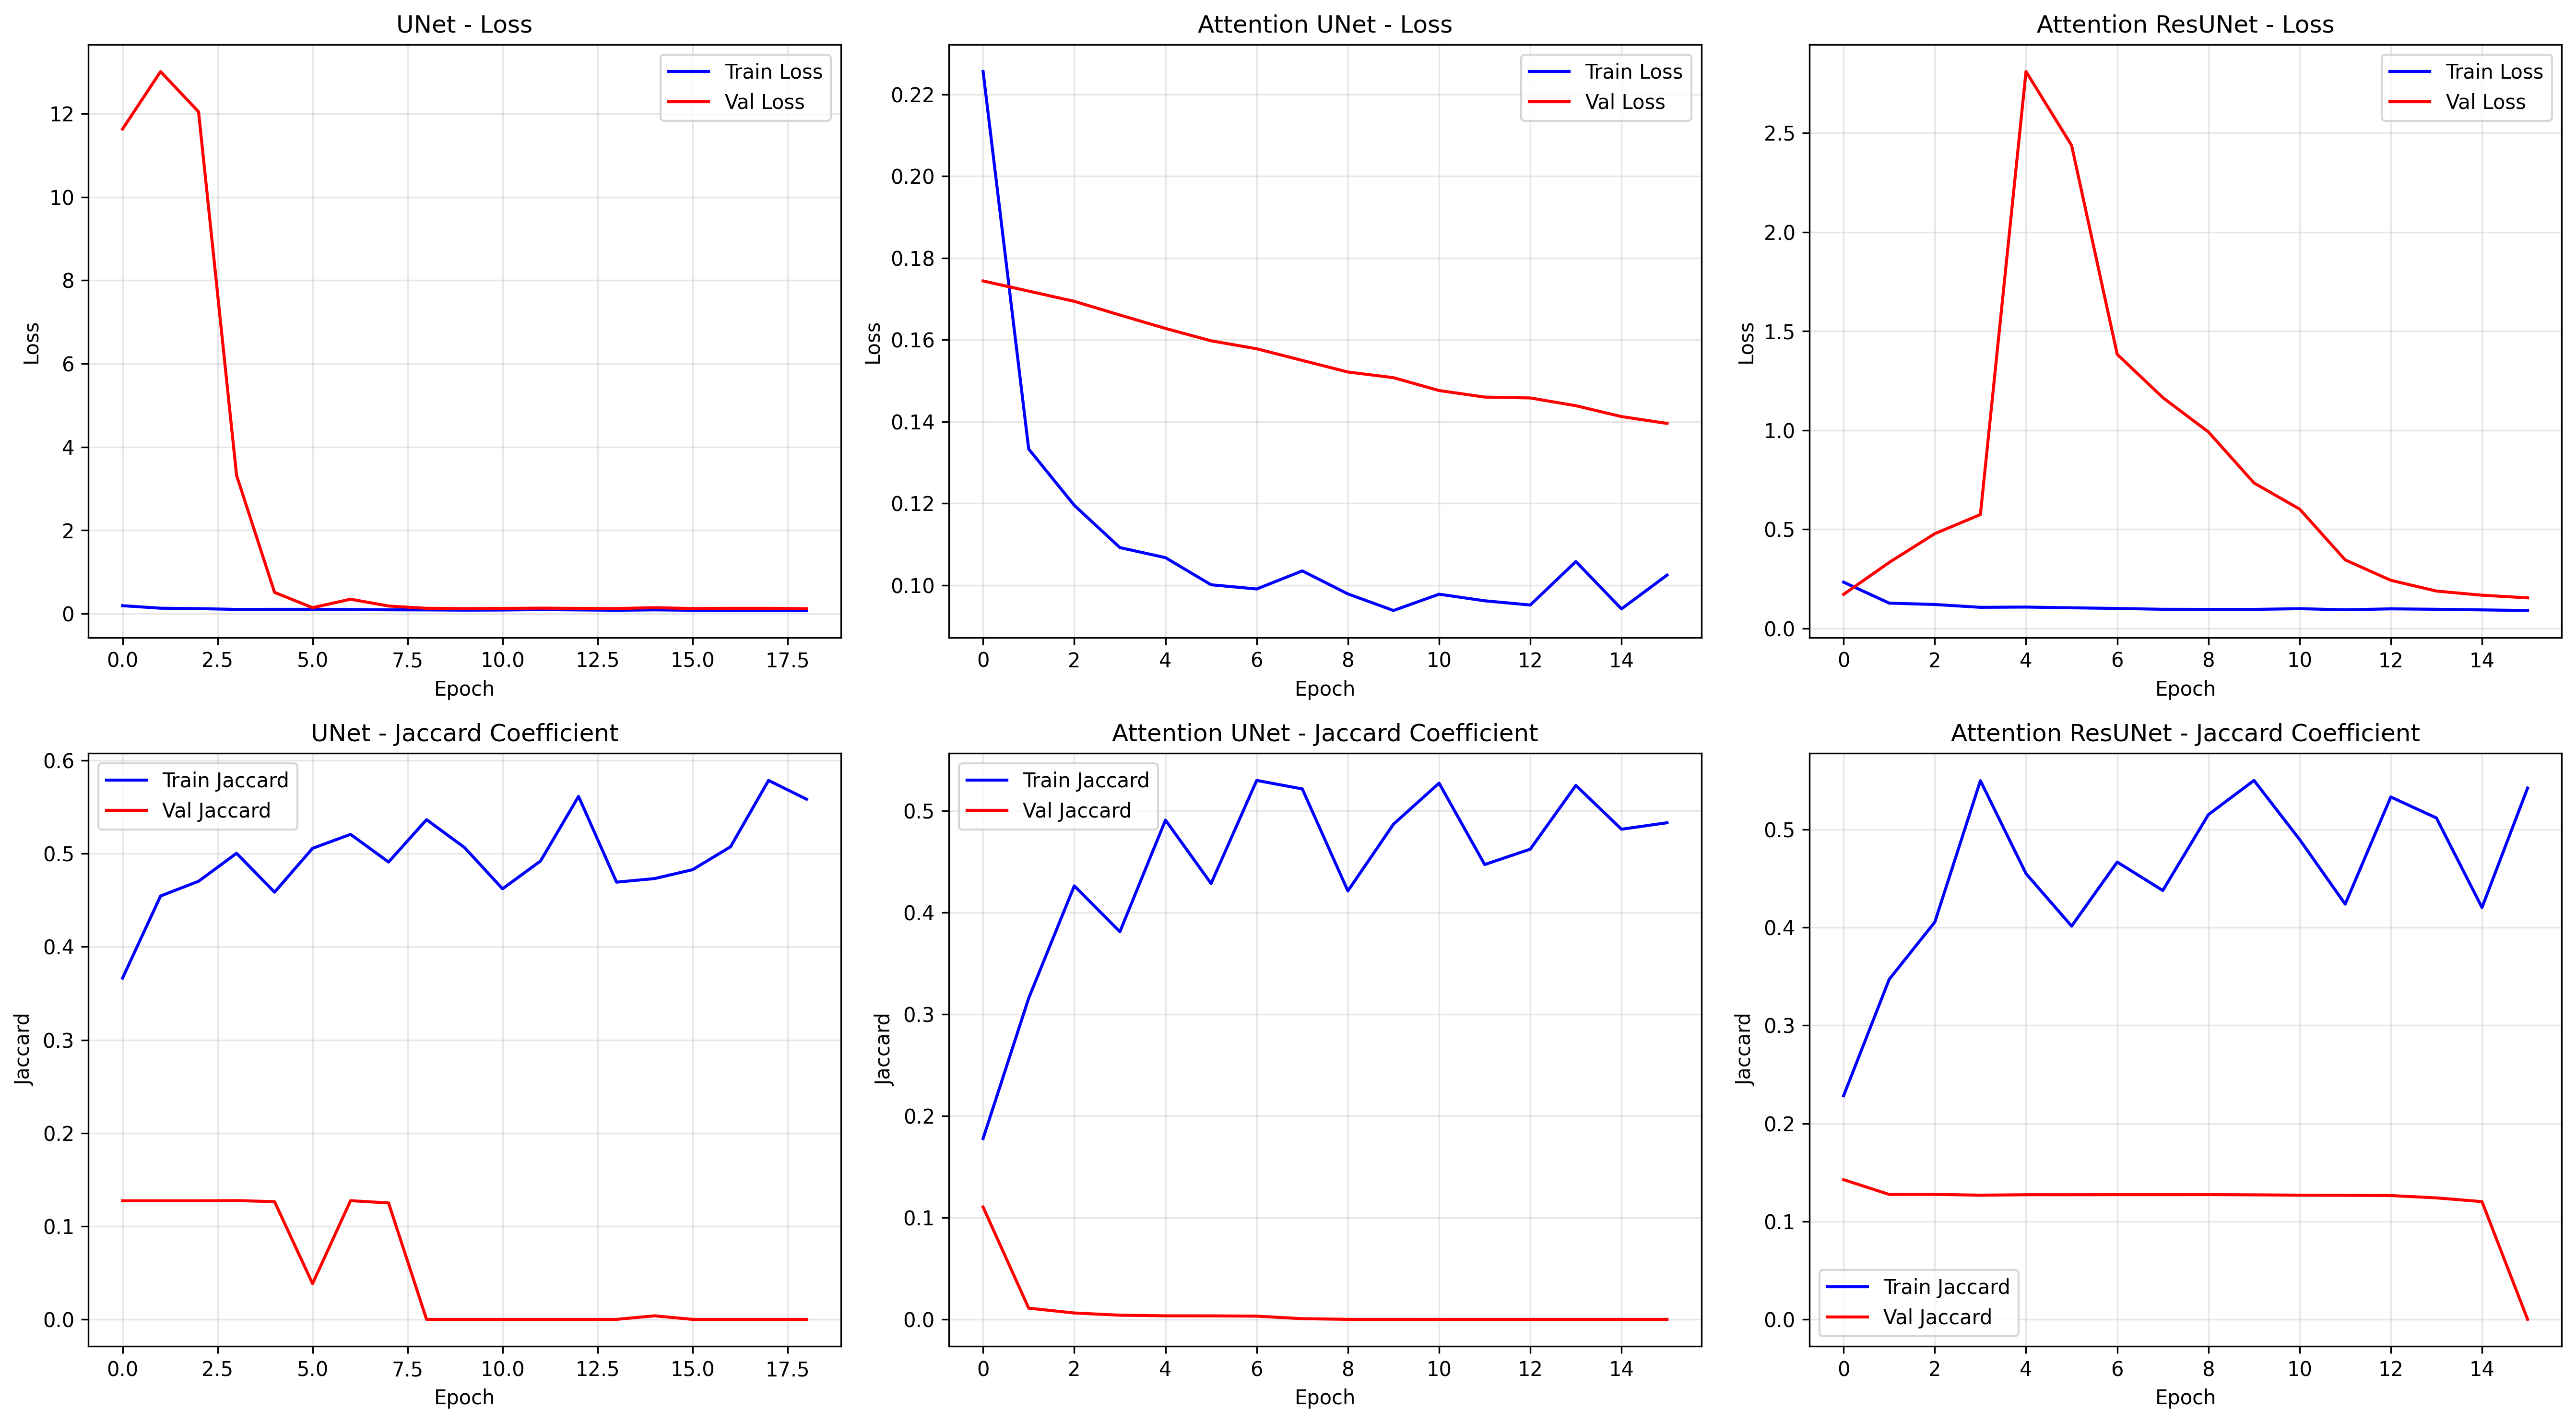 UNet - Loss
Train Loss
Val Loss
12
10
8
6
4
2
0
Loss
0.0 2.5 5.0 7.5 10.0 12.5 15.0 17.5
Epoch
Attention UNet - Loss
Train Loss
Val Loss
0.22
0.20
0.18
0.16
0.14
0.12
0.10
Loss
0 2 4 6 8 10 12 14
Epoch
Attention ResUNet - Loss
Train Loss
Val Loss
2.5
2.0
1.5
1.0
0.5
0.0
Loss
0 2 4 6 8 10 12 14
Epoch
UNet - Jaccard Coefficient
Train Jaccard
Val Jaccard
0.6
0.5
0.4
0.3
0.2
0.1
0.0
Jaccard
0.0 2.5 5.0 7.5 10.0 12.5 15.0 17.5
Epoch
Attention UNet - Jaccard Coefficient
Train Jaccard
Val Jaccard
0.5
0.4
0.3
0.2
0.1
0.0
Jaccard
0 2 4 6 8 10 12 14
Epoch
Attention ResUNet - Jaccard Coefficient
0.5
0.4
0.3
0.2
0.1
0.0
Jaccard
Train Jaccard
Val Jaccard
0 2 4 6 8 10 12 14
Epoch